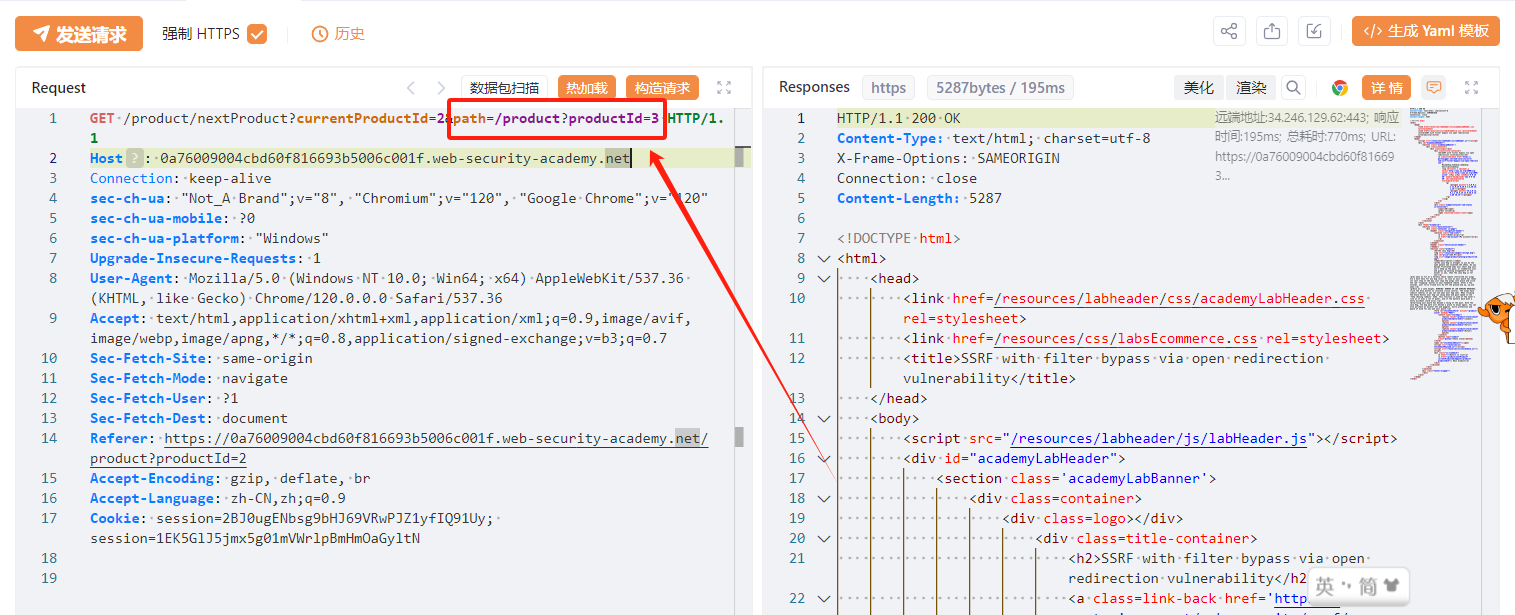 发送请求 强制 HTTPS 历史 </> 生成 Yaml 模板
Request 数据包扫描 热加载 构造请求
1 GET /product/nextProduct?currentProductId=2&path=/product?productId=3 HTTP/1.
1
2 Host ? : 0a76009004cbd60f816693b5006c001f.web-security-academy.net
3 Connection: keep-alive
4 sec-ch-ua: "Not_A Brand";v="8", "Chromium";v="120", "Google Chrome";v="120"
5 sec-ch-ua-mobile: ?0
6 sec-ch-ua-platform: "Windows"
7 Upgrade-Insecure-Requests: 1
8 User-Agent: Mozilla/5.0 (Windows NT 10.0; Win64; x64) AppleWebKit/537.36
(KHTML, like Gecko) Chrome/120.0.0.0 Safari/537.36
9 Accept: text/html,application/xhtml+xml,application/xml;q=0.9,image/avif,
image/webp,image/apng,*/*;q=0.8,application/signed-exchange;v=b3;q=0.7
10 Sec-Fetch-Site: same-origin
11 Sec-Fetch-Mode: navigate
12 Sec-Fetch-User: ?1
13 Sec-Fetch-Dest: document
14 Referer: https://0a76009004cbd60f816693b5006c001f.web-security-academy.net/
product?productId=2
15 Accept-Encoding: gzip, deflate, br
16 Accept-Language: zh-CN,zh;q=0.9
17 Cookie: session=2BJ0ugENbsg9bHJ69VRwPJZ1yfIQ91Uy;
session=1EK5GlJ5jmx5g01mVWrlpBmHmOaGyltN
18
19
Responses https 5287bytes / 195ms 美化 渲染 详情
1 HTTP/1.1 200 OK
2 Content-Type: text/html; charset=utf-8
3 X-Frame-Options: SAMEORIGIN
4 Connection: close
5 Content-Length: 5287
6
7 <!DOCTYPE html>
8 <html>
9 <head>
10 <link href=/resources/labheader/css/academyLabHeader.css
rel=stylesheet>
11 <link href=/resources/css/labsEcommerce.css rel=stylesheet>
12 <title>SSRF with filter bypass via open redirection
vulnerability</title>
13 </head>
14 <body>
15 <script src="/resources/labheader/js/labHeader.js"></script>
16 <div id="academyLabHeader">
17 <section class='academyLabBanner'>
18 <div class=container>
19 <div class=logo></div>
20 <div class=title-container>
21 <h2>SSRF with filter bypass via open
redirection vulnerability</h2
22 <a class=link-back href='http
远端地址:34.246.129.62:443; 响应
时间:195ms; 总耗时:770ms; URL:
https://0a76009004cbd60f81669
3...
英 简